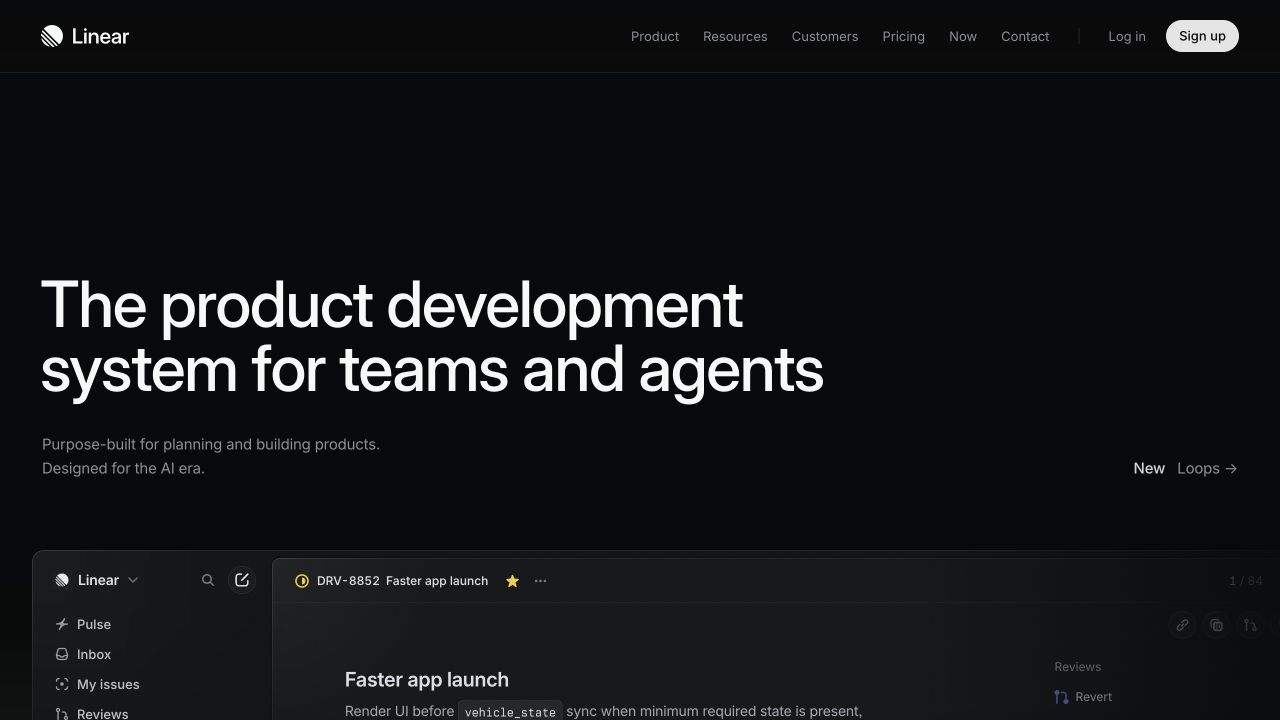 Linear
Product Resources Customers Pricing Now Contact Log in Sign up
The product development
system for teams and agents
Purpose-built for planning and building products.
Designed for the AI era.
New Loops →
Linear
DRV-8852 Faster app launch
1 / 84
Pulse
Inbox
My issues
Reviews
Faster app launch
Render UI before vehicle_state sync when minimum required state is present,
Reviews
Revert